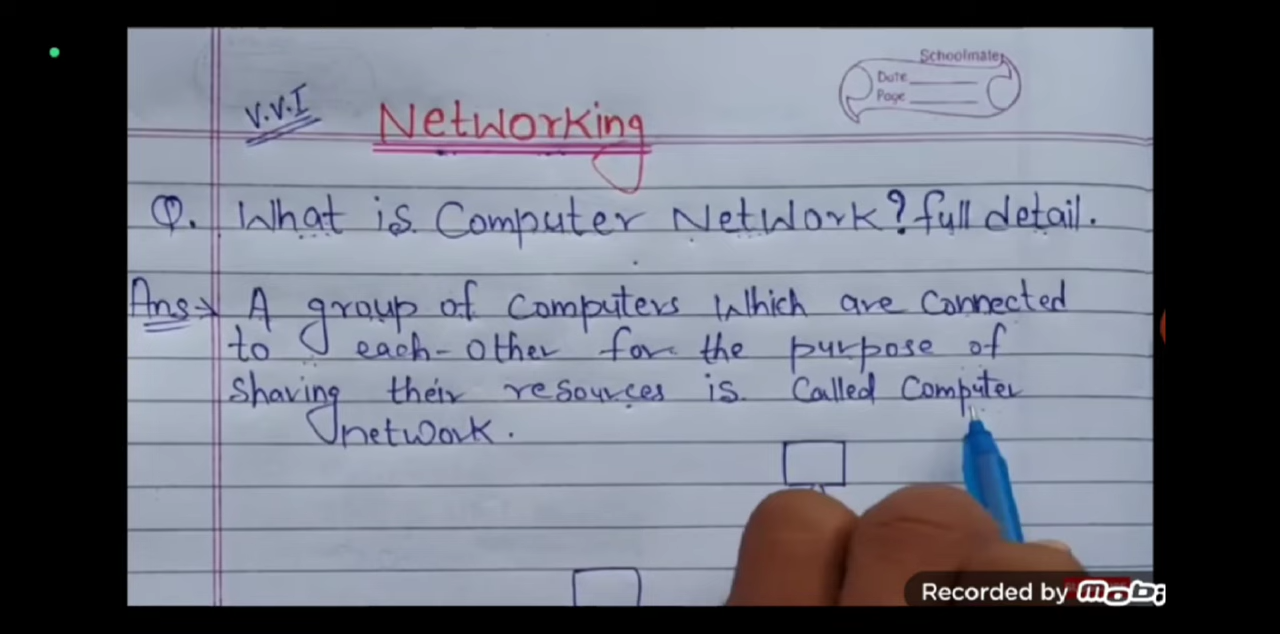 Schoolmate
Date
Page
V.V.I
Networking
Q. What is Computer Network? full detail.
Ans→ A group of computers which are connected
to each-other for the purpose of
sharing their resources is called Computer
network.
Recorded by mobi